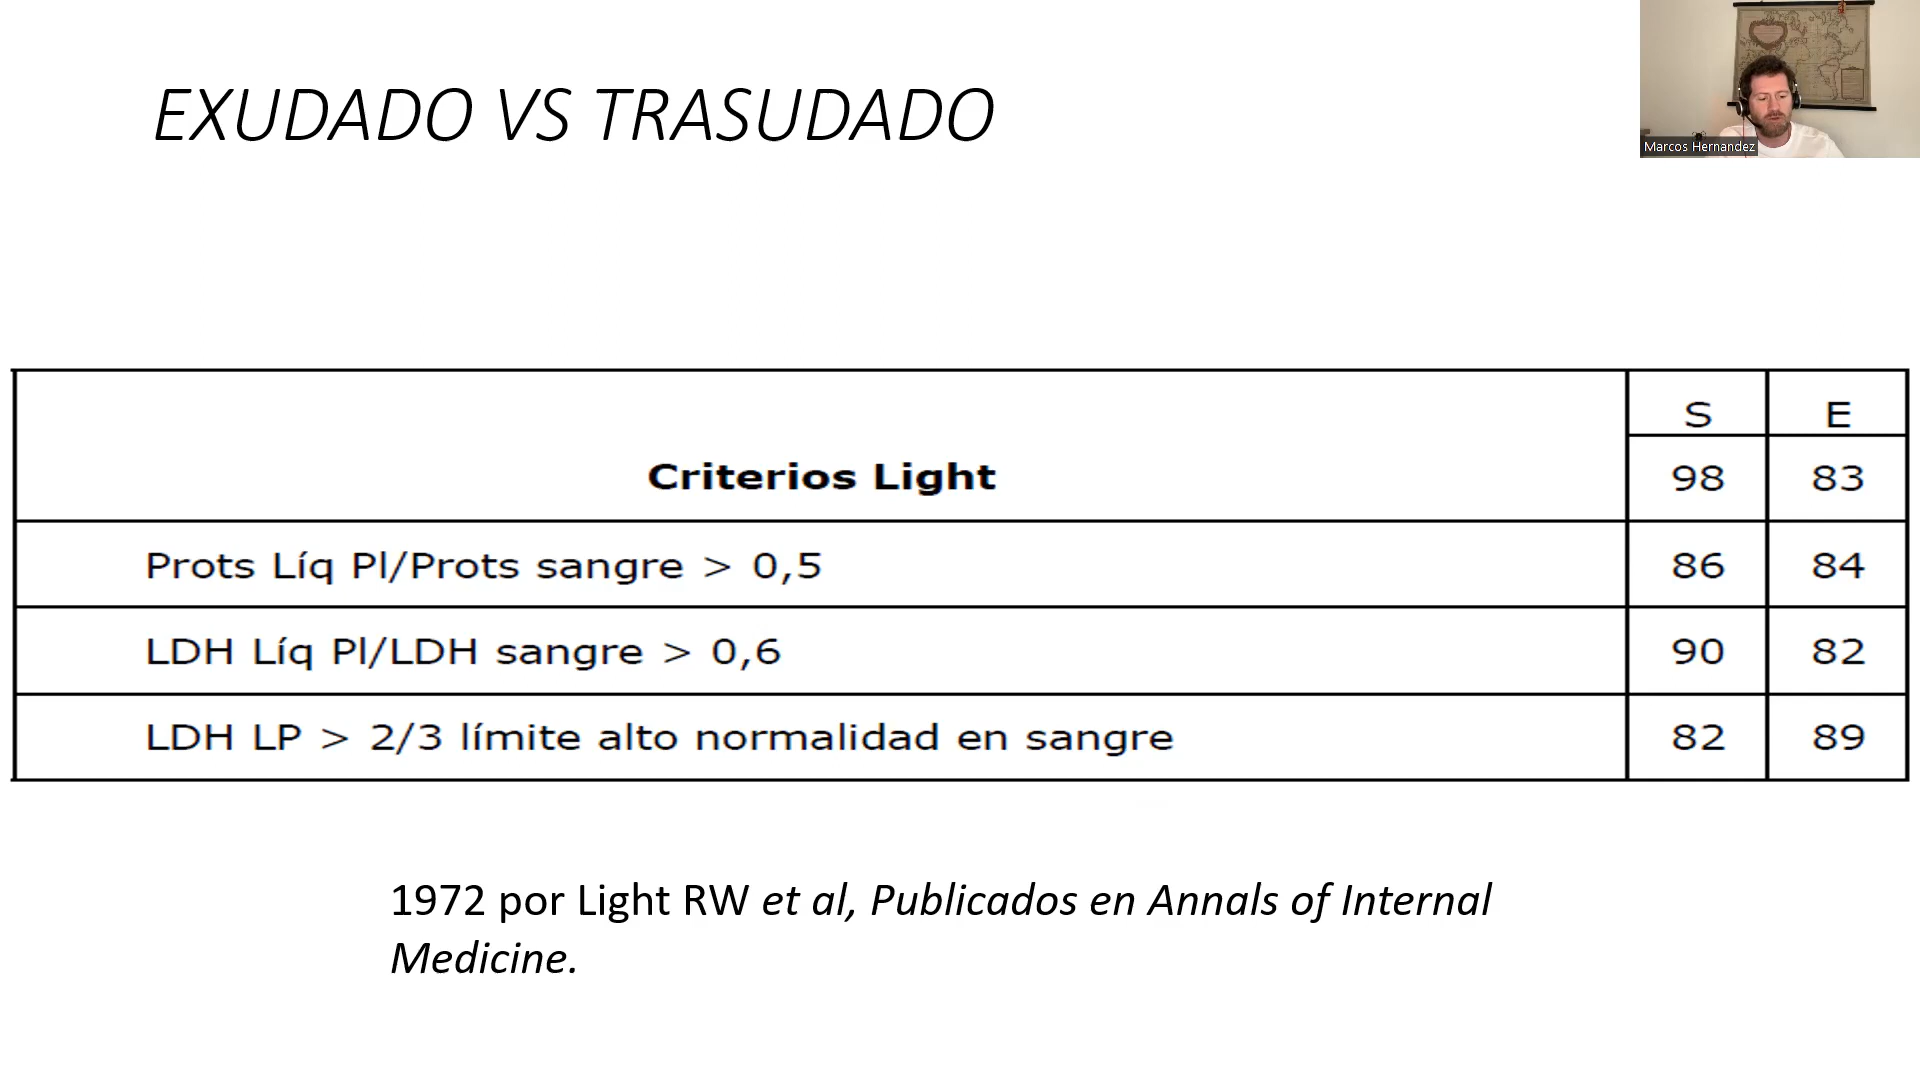 EXUDADO VS TRASUDADO
Marcos Hernandez
S E
Criterios Light 98 83
Prots Líq Pl/Prots sangre > 0,5 86 84
LDH Líq Pl/LDH sangre > 0,6 90 82
LDH LP > 2/3 límite alto normalidad en sangre 82 89
1972 por Light RW et al, Publicados en Annals of Internal
Medicine.